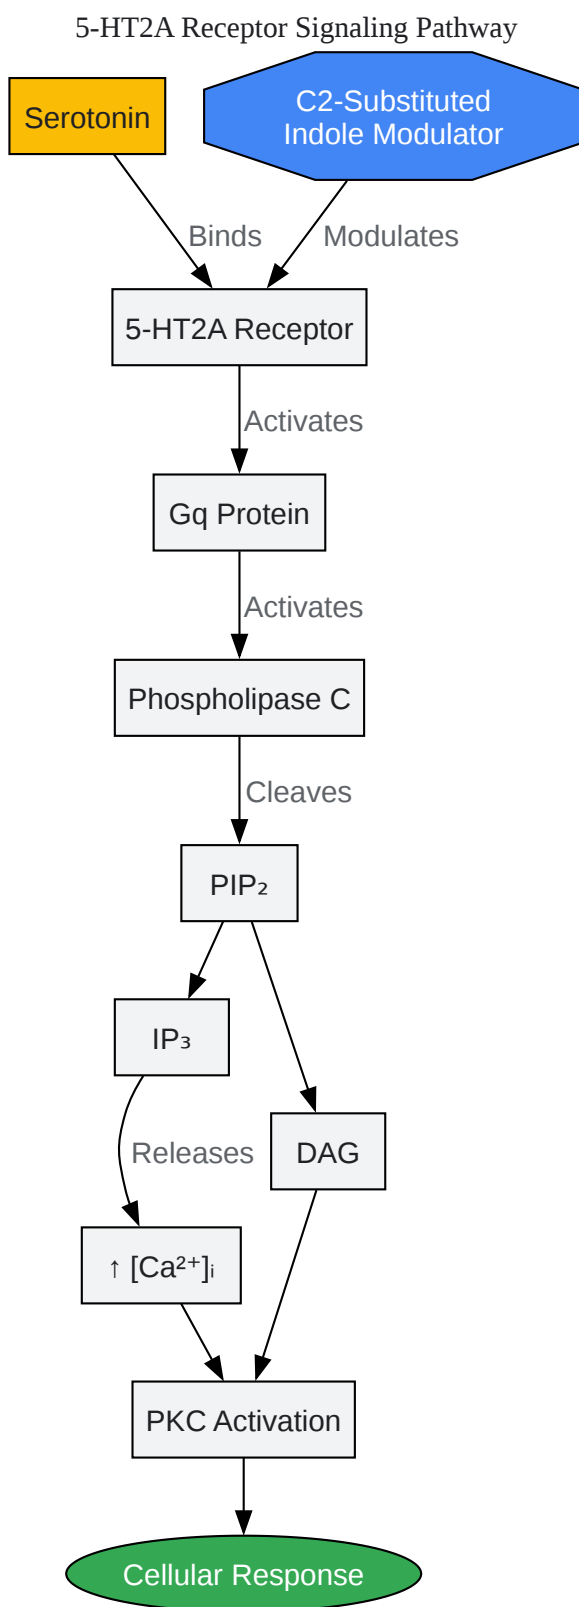 5-HT2A Receptor Signaling Pathway
Serotonin
C2-Substituted
Indole Modulator
Binds
Modulates
5-HT2A Receptor
Activates
Gq Protein
Activates
Phospholipase C
Cleaves
PIP₂
IP₃
Releases
DAG
↑ [Ca²⁺]ᵢ
PKC Activation
Cellular Response